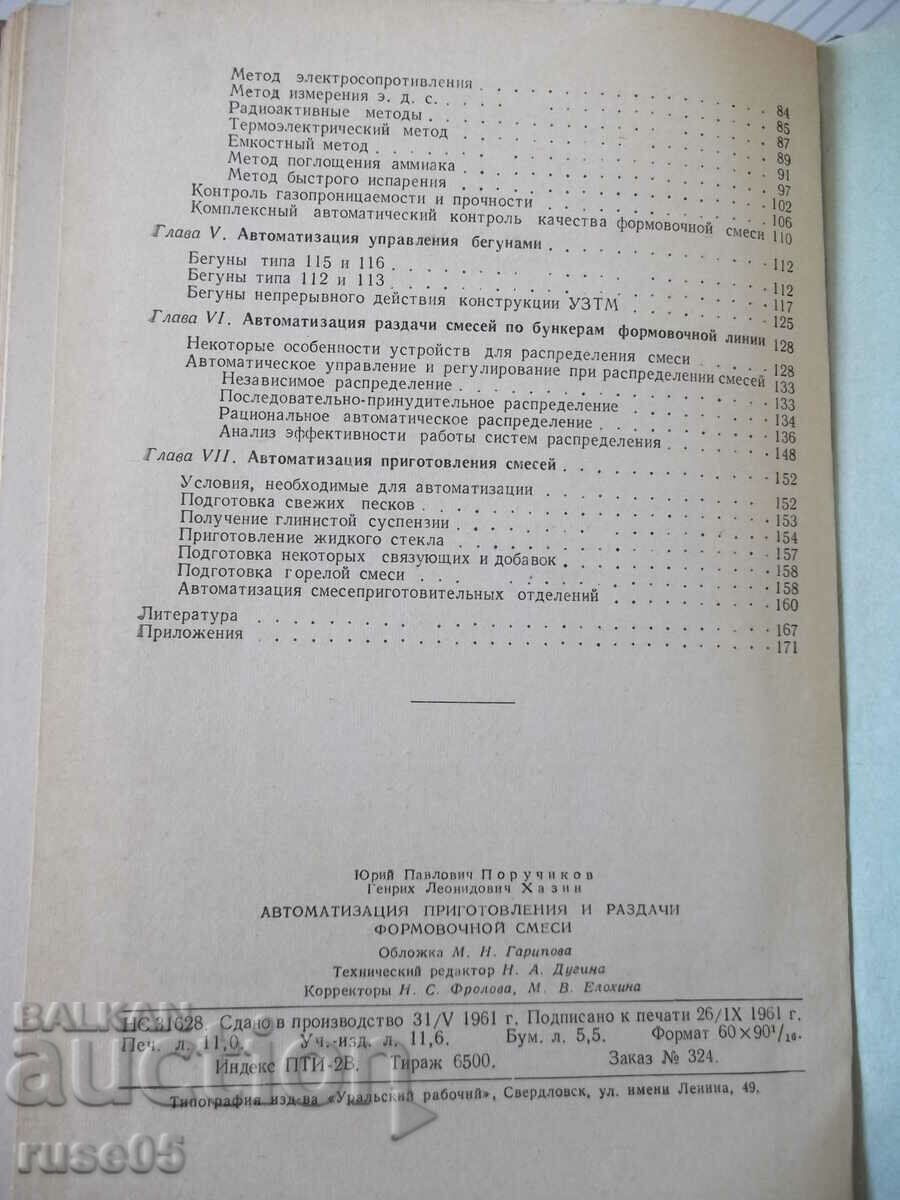 Метод электросопротивления . . . . . 84
Метод измерения э. д. с. . . . . . 85
Радиоактивные методы . . . . . 87
Термоэлектрический метод . . . . . 89
Емкостный метод . . . . . 91
Метод поглощения аммиака . . . . . 97
Метод быстрого испарения . . . . . 102
Контроль газопроницаемости и прочности . . . . . 106
Комплексный автоматический контроль качества формовочной смеси 110
Глава V. Автоматизация управления бегунами . . . . . 112
Бегуны типа 115 и 116 . . . . . 112
Бегуны типа 112 и 113 . . . . . 117
Бегуны непрерывного действия конструкции УЗТМ . . . . . 125
Глава VI. Автоматизация раздачи смесей по бункерам формовочной линии 128
Некоторые особенности устройств для распределения смеси . . . . . 128
Автоматическое управление и регулирование при распределении смесей 133
Независимое распределение . . . . . 133
Последовательно-принудительное распределение . . . . . 134
Рациональное автоматическое распределение . . . . . 136
Анализ эффективности работы систем распределения . . . . . 148
Глава VII. Автоматизация приготовления смесей . . . . . 152
Условия, необходимые для автоматизации . . . . . 152
Подготовка свежих песков . . . . . 153
Получение глинистой суспензии . . . . . 154
Приготовление жидкого стекла . . . . . 157
Подготовка некоторых связующих и добавок . . . . . 158
Подготовка горелой смеси . . . . . 158
Автоматизация смесеприготовительных отделений . . . . . 160
Литература . . . . . 167
Приложения . . . . . 171
Юрий Павлович Поручиков
Генрих Леонидович Хазин
АВТОМАТИЗАЦИЯ ПРИГОТОВЛЕНИЯ И РАЗДАЧИ
ФОРМОВОЧНОЙ СМЕСИ
Обложка М. Н. Гарипова
Технический редактор Н. А. Дугина
Корректоры Н. С. Фролова, М. В. Елохина
НС 31628. Сдано в производство 31/V 1961 г. Подписано к печати 26/IX 1961 г.
Печ. л. 11,0. Уч.-изд. л. 11,6. Бум. л. 5,5. Формат 60×90¹/₁₆.
Индекс ПТИ-2В. Тираж 6500. Заказ № 324.
Типография изд-ва «Уральский рабочий», Свердловск, ул. имени Ленина, 49.
BALKAN
auction
ruse05